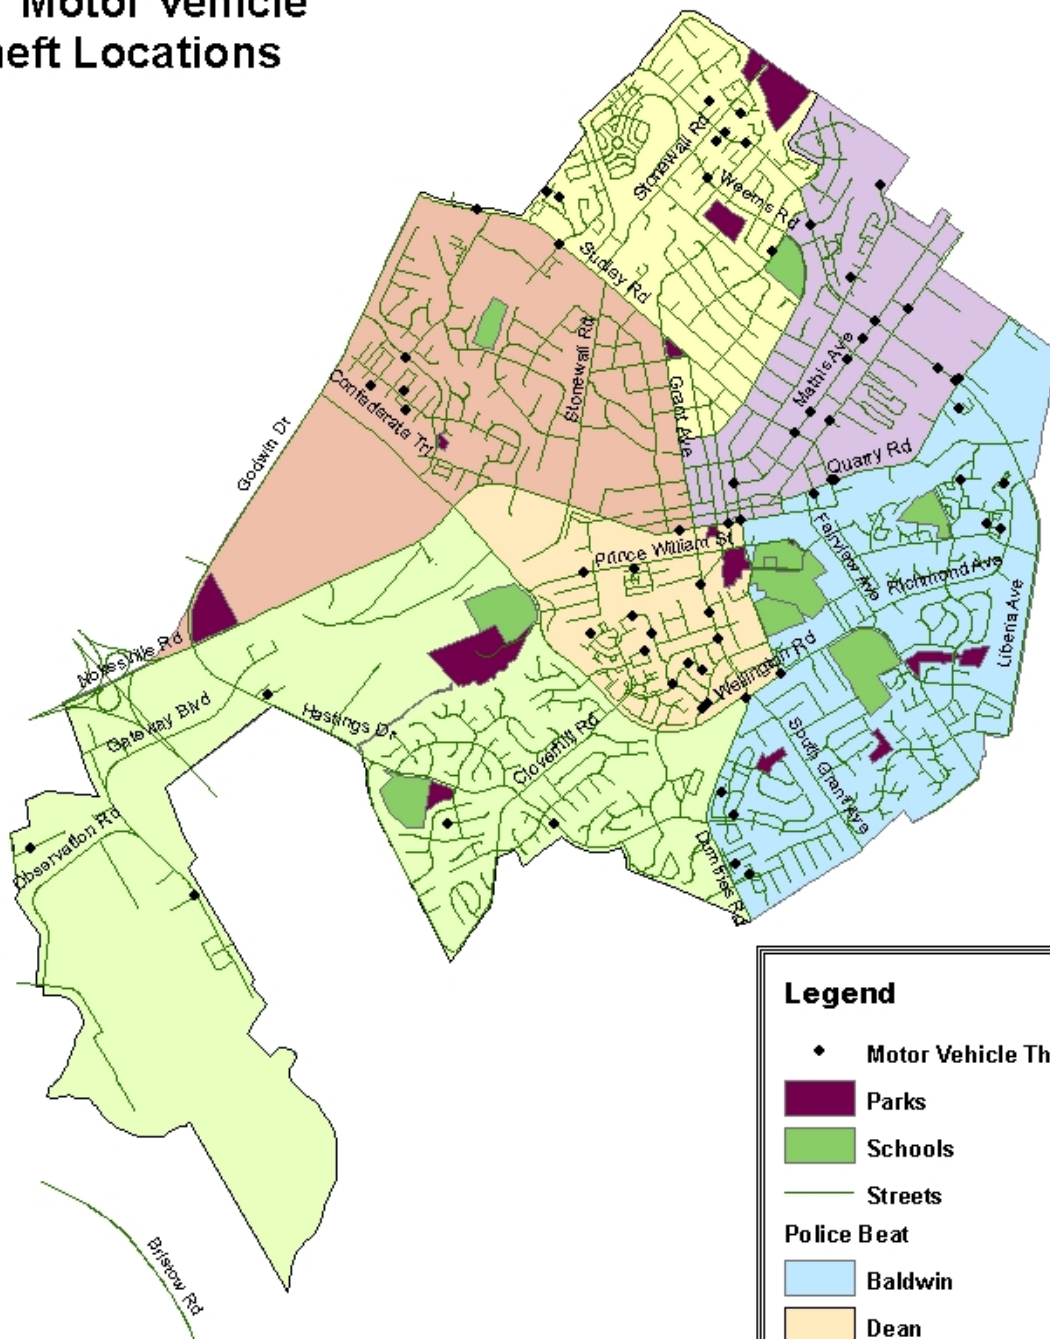 Motor Vehicle
heft Locations
Stonewall Rd
Weems Rd
Sudley Rd
Stonewall Rd
Grant Ave
Mathis Ave
Confederate Trl
Godwin Dr
Quarry Rd
Prince William St
Fairview Ave
Richmond Ave
Liberia Ave
Wellington Rd
Nokesville Rd
Gateway Blvd
Hastings Dr
Cloverhill Rd
South Grant Ave
Observation Rd
Dumfries Rd
Bristow Rd
Legend
Motor Vehicle Th
Parks
Schools
Streets
Police Beat
Baldwin
Dean